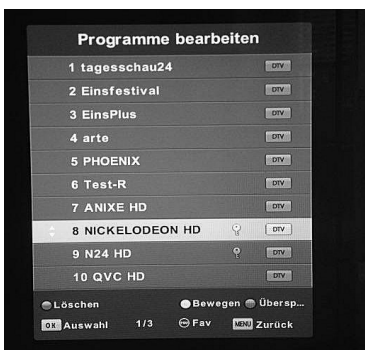 Programme bearbeiten
1 tagesschau24 DTV
2 Einsfestival DTV
3 EinsPlus DTV
4 arte DTV
5 PHOENIX DTV
6 Test-R DTV
7 ANIXE HD DTV
8 NICKELODEON HD DTV
9 N24 HD DTV
10 QVC HD DTV
Löschen Bewegen Übersp...
OK Auswahl 1/3 Fav MENU Zurück